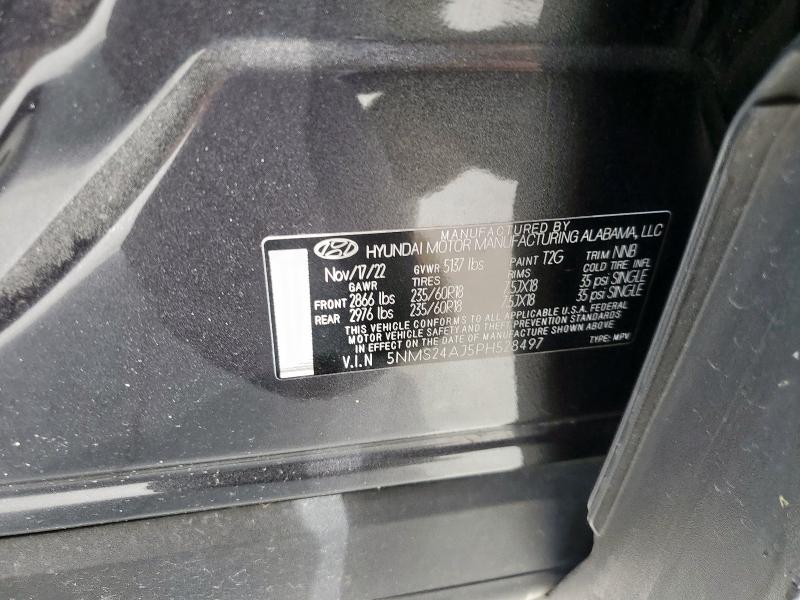 MANUFACTURED BY
HYUNDAI MOTOR MANUFACTURING ALABAMA, LLC
Nov/17/22 GVWR 5137 lbs PAINT T2G TRIM NNB
GAWR TIRES RIMS COLD TIRE INFL
FRONT 2866 lbs 235/60R18 7.5JX18 35 psi SINGLE
REAR 2976 lbs 235/60R18 7.5JX18 35 psi SINGLE
THIS VEHICLE CONFORMS TO ALL APPLICABLE U.S.A. FEDERAL
MOTOR VEHICLE SAFETY AND THEFT PREVENTION STANDARDS
IN EFFECT ON THE DATE OF MANUFACTURE SHOWN ABOVE
V.I.N 5NMS24AJ5PH528497 TYPE: MPV